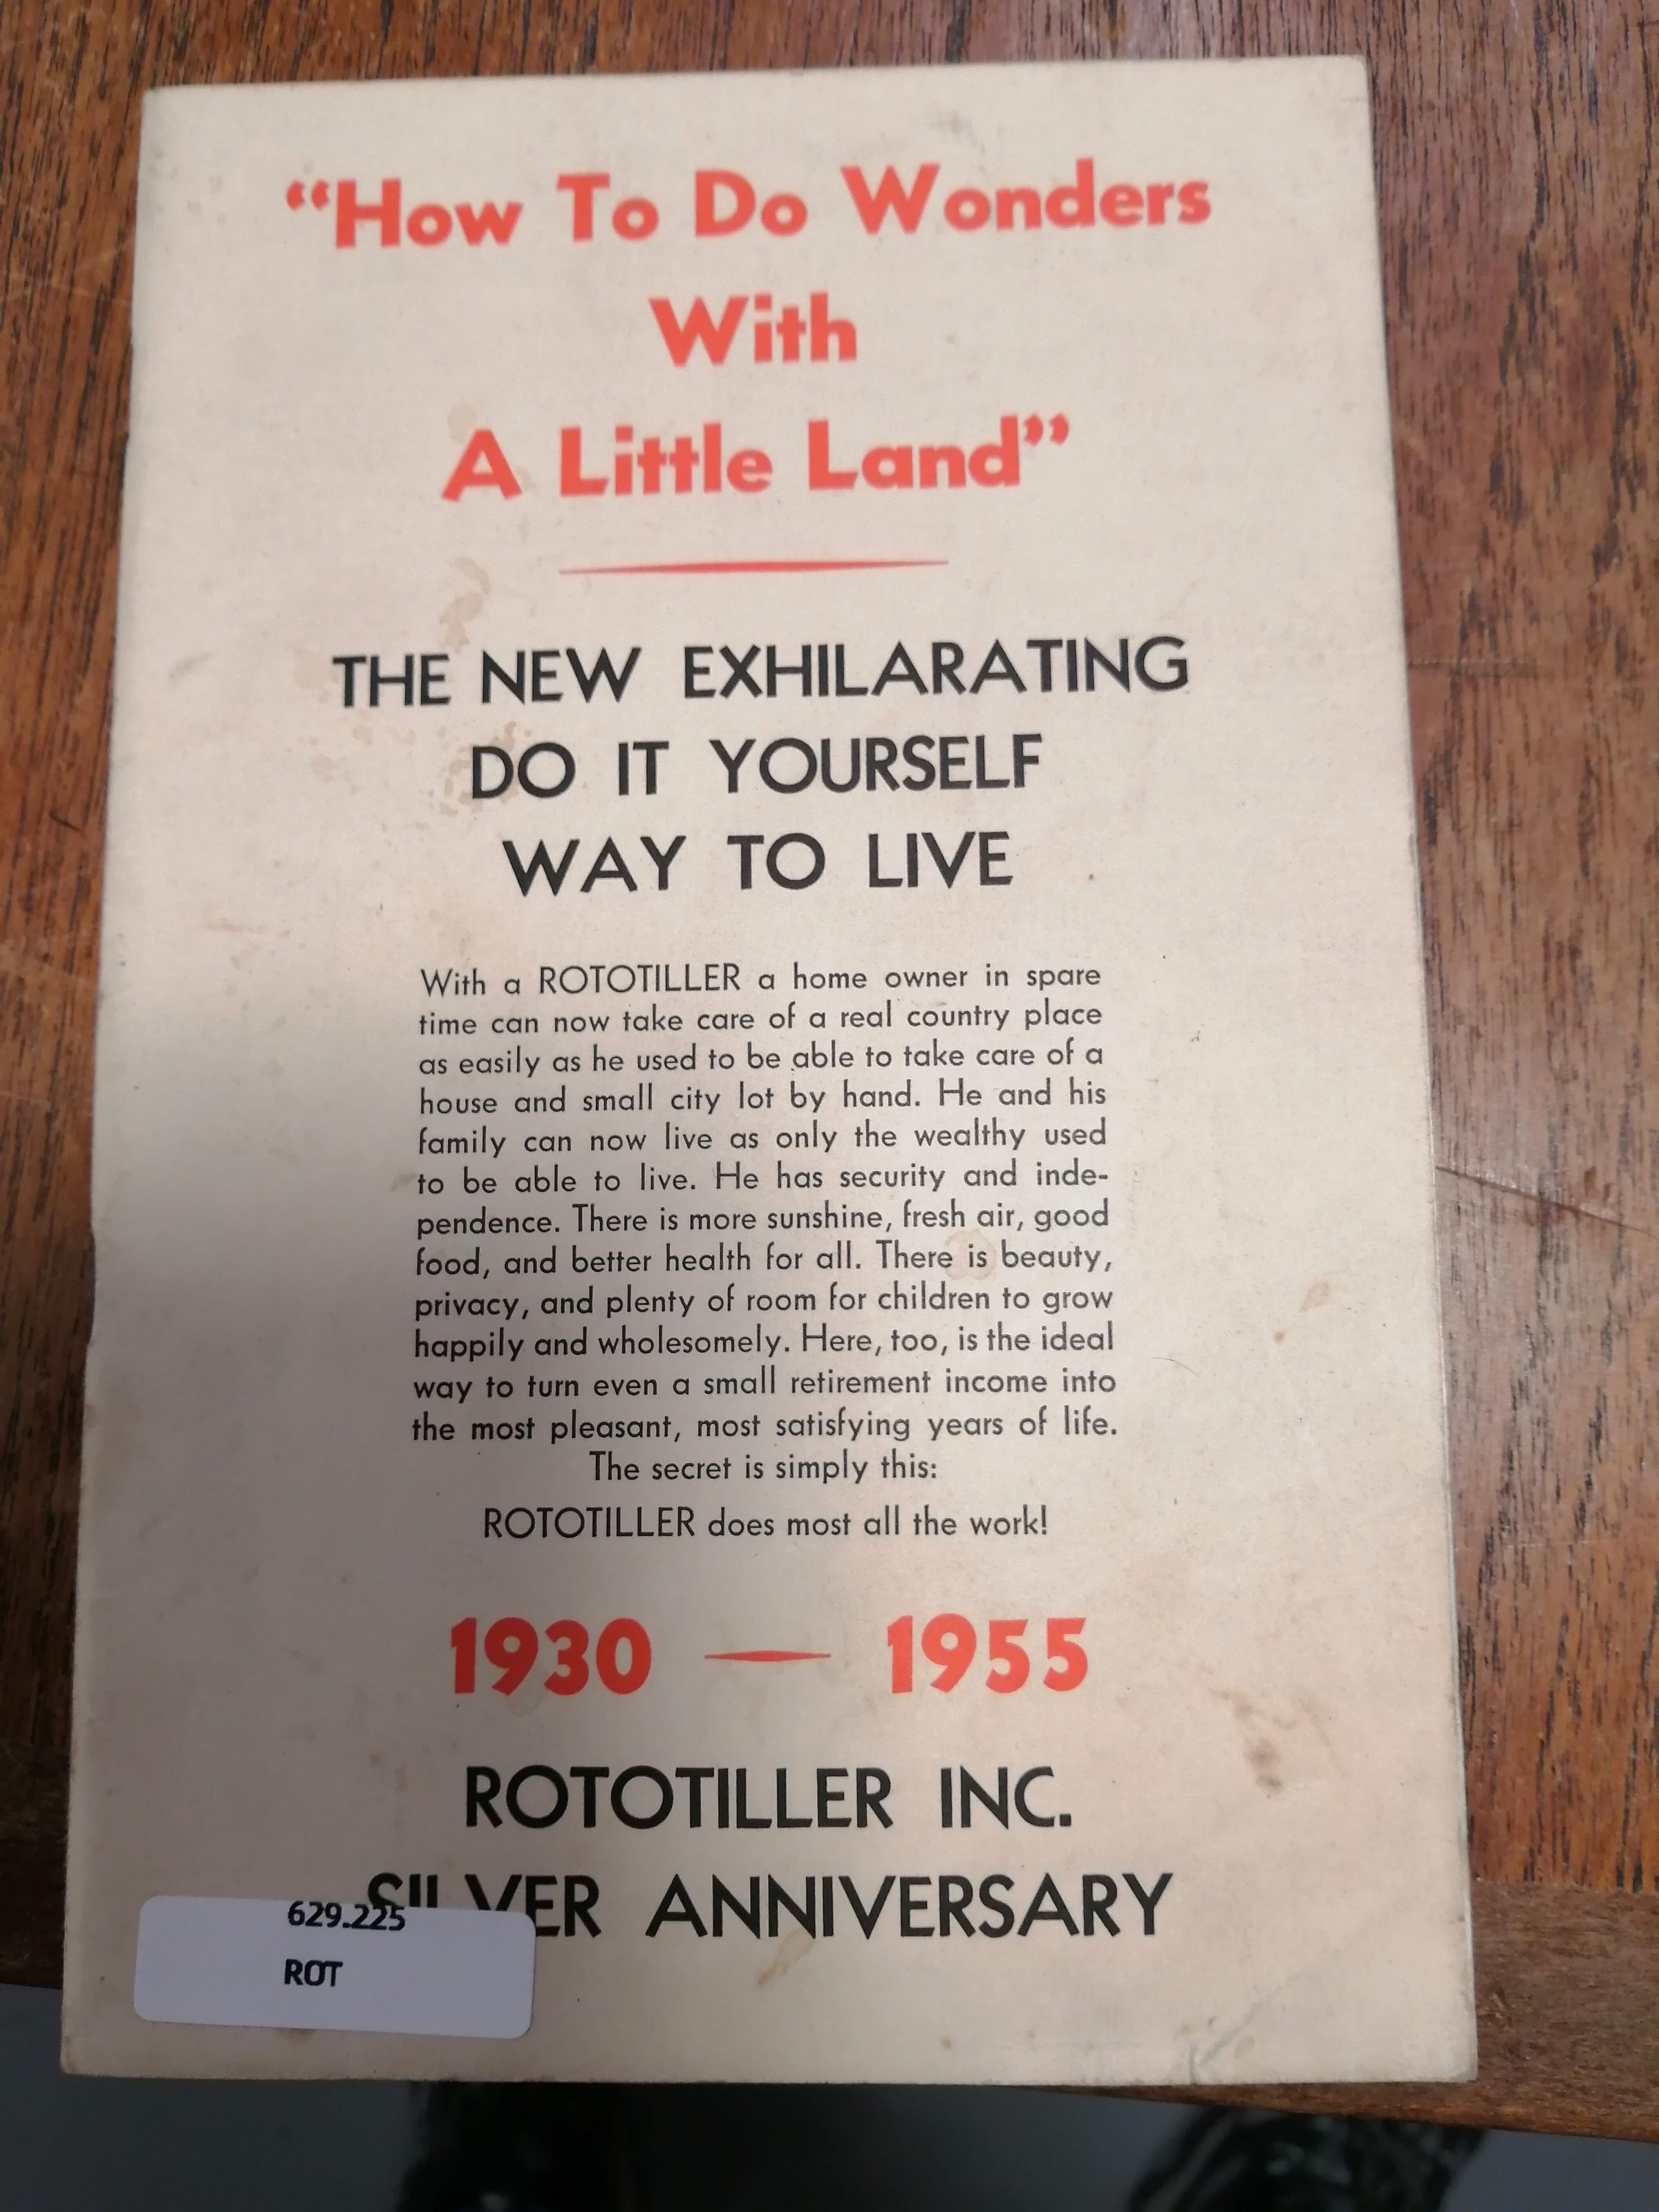 “How To Do Wonders
With
A Little Land”
THE NEW EXHILARATING
DO IT YOURSELF
WAY TO LIVE
With a ROTOTILLER a home owner in spare
time can now take care of a real country place
as easily as he used to be able to take care of a
house and small city lot by hand. He and his
family can now live as only the wealthy used
to be able to live. He has security and inde-
pendence. There is more sunshine, fresh air, good
food, and better health for all. There is beauty,
privacy, and plenty of room for children to grow
happily and wholesomely. Here, too, is the ideal
way to turn even a small retirement income into
the most pleasant, most satisfying years of life.
The secret is simply this:
ROTOTILLER does most all the work!
1930 — 1955
ROTOTILLER INC.
SILVER ANNIVERSARY
629.225
ROT